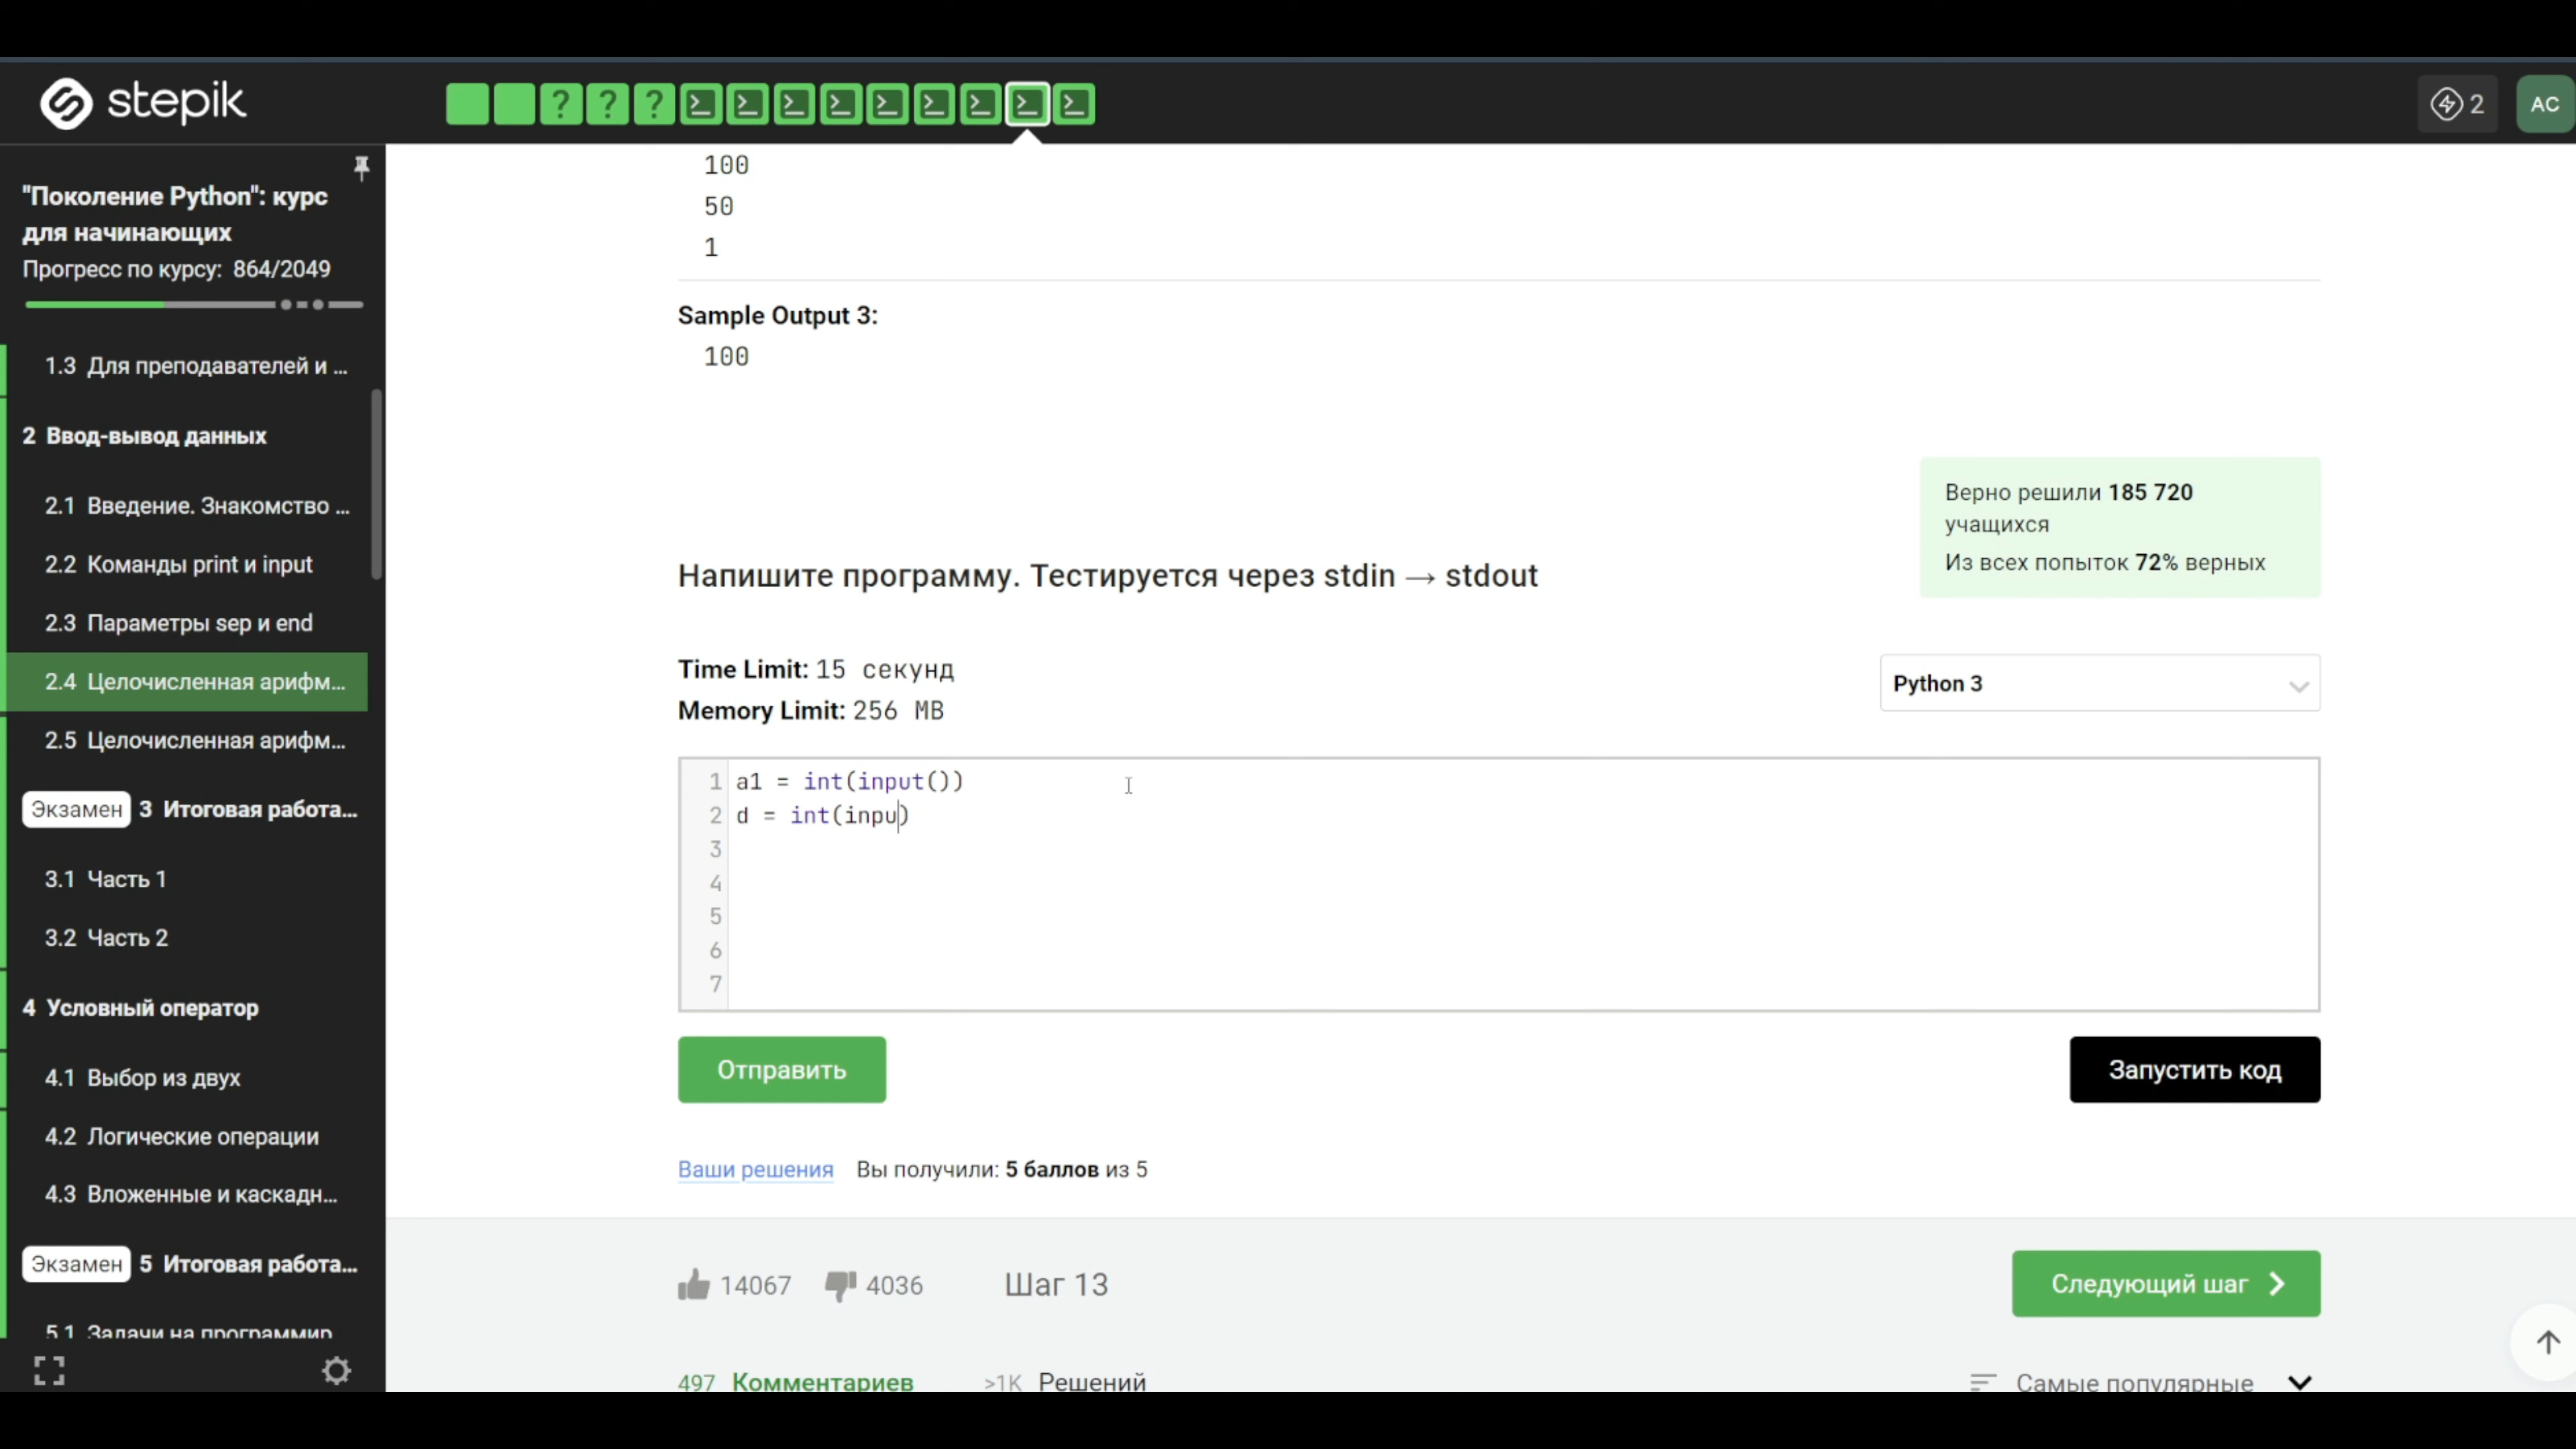 stepik
? ? ?
2
AC
"Поколение Python": курс
для начинающих
Прогресс по курсу: 864/2049
1.3 Для преподавателей и ...
2 Ввод-вывод данных
2.1 Введение. Знакомство ...
2.2 Команды print и input
2.3 Параметры sep и end
2.4 Целочисленная арифм...
2.5 Целочисленная арифм...
Экзамен 3 Итоговая работа...
3.1 Часть 1
3.2 Часть 2
4 Условный оператор
4.1 Выбор из двух
4.2 Логические операции
4.3 Вложенные и каскадн...
Экзамен 5 Итоговая работа...
5.1 Задачи на программир
100
50
1
Sample Output 3:
100
Верно решили 185 720
учащихся
Из всех попыток 72% верных
Напишите программу. Тестируется через stdin → stdout
Time Limit: 15 секунд
Memory Limit: 256 MB
Python 3
1 a1 = int(input())
2 d = int(inpu)
3
4
5
6
7
Отправить
Запустить код
Ваши решения Вы получили: 5 баллов из 5
14067 4036 Шаг 13
Следующий шаг
497 Комментариев >1K Решений
Самые популярные